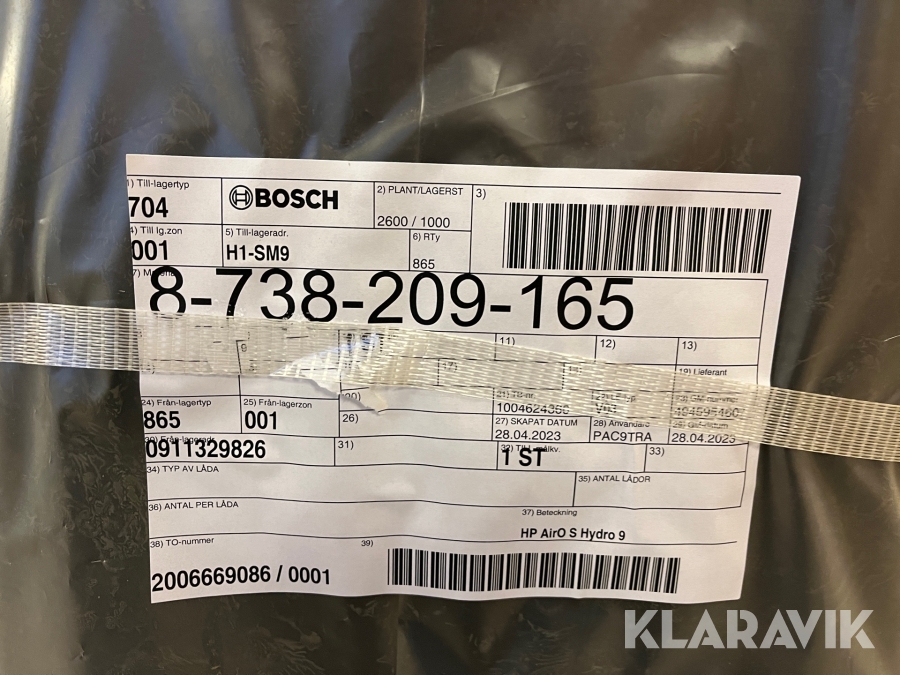 1) Till-lagertyp
704
BOSCH
2) PLANT/LAGERST
2600 / 1000
3)
4) Till lg.zon
001
5) Till-lageradr.
H1-SM9
6) RTy
865
8-738-209-165
11)
12)
13)
19) Lieferant
24) Från-lagertyp
865
25) Från-lagerzon
001
26)
27) SKAPAT DATUM
28.04.2023
28) Användare
PAC9TRA
28.04.2023
0911329826
31)
1 ST
33)
34) TYP AV LÅDA
35) ANTAL LÅDOR
36) ANTAL PER LÅDA
37) Beteckning
HP AirO S Hydro 9
38) TO-nummer
2006669086 / 0001
39)
KLARAVIK